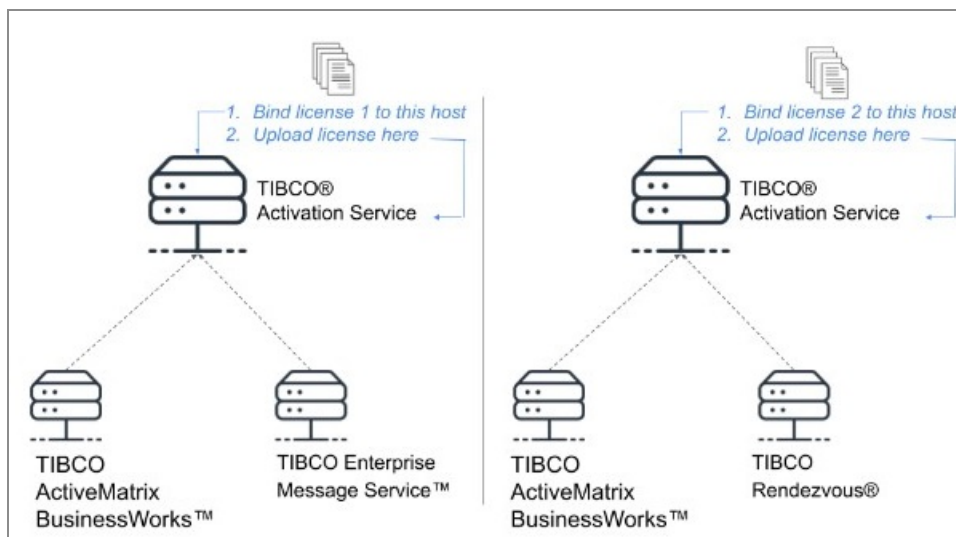 1. Bind license 1 to this host
2. Upload license here
TIBCO®
Activation Service
TIBCO
ActiveMatrix
BusinessWorks™
TIBCO Enterprise
Message Service™
1. Bind license 2 to this host
2. Upload license here
TIBCO®
Activation Service
TIBCO
ActiveMatrix
BusinessWorks™
TIBCO
Rendezvous®